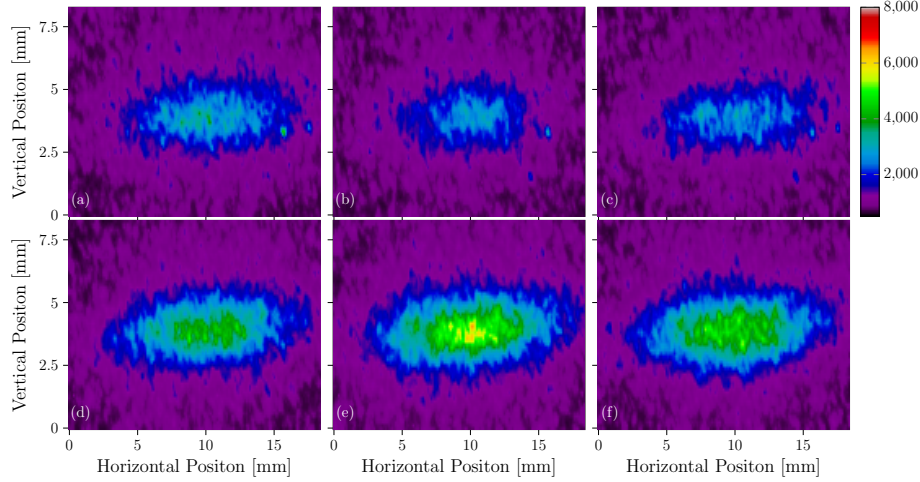 8,000
7.5
5
2.5
0
Vertical Positon [mm]
(a)
(b)
(c)
6,000
4,000
2,000
7.5
5
2.5
0
Vertical Positon [mm]
(d)
(e)
(f)
0 5 10 15
0 5 10 15
0 5 10 15
Horizontal Positon [mm]
Horizontal Positon [mm]
Horizontal Positon [mm]